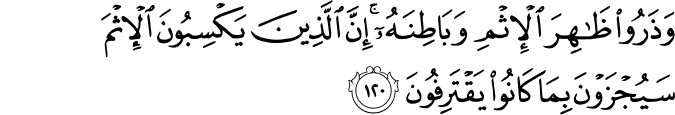 وَذَرُوا۟ ظَـٰهِرَ ٱلْإِثْمِ وَبَاطِنَهُۥٓ ۚ إِنَّ ٱلَّذِينَ يَكْسِبُونَ ٱلْإِثْمَ
سَيُجْزَوْنَ بِمَا كَانُوا۟ يَقْتَرِفُونَ ١٢٠